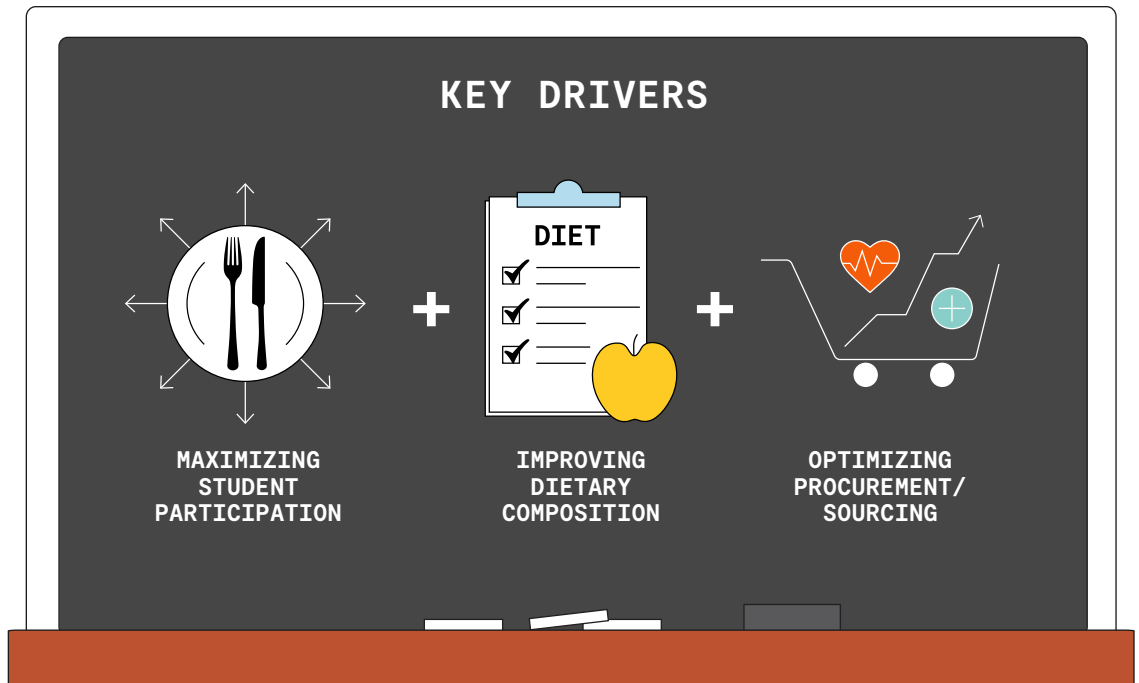 KEY DRIVERS
DIET
MAXIMIZING
STUDENT
PARTICIPATION
IMPROVING
DIETARY
COMPOSITION
OPTIMIZING
PROCUREMENT/
SOURCING